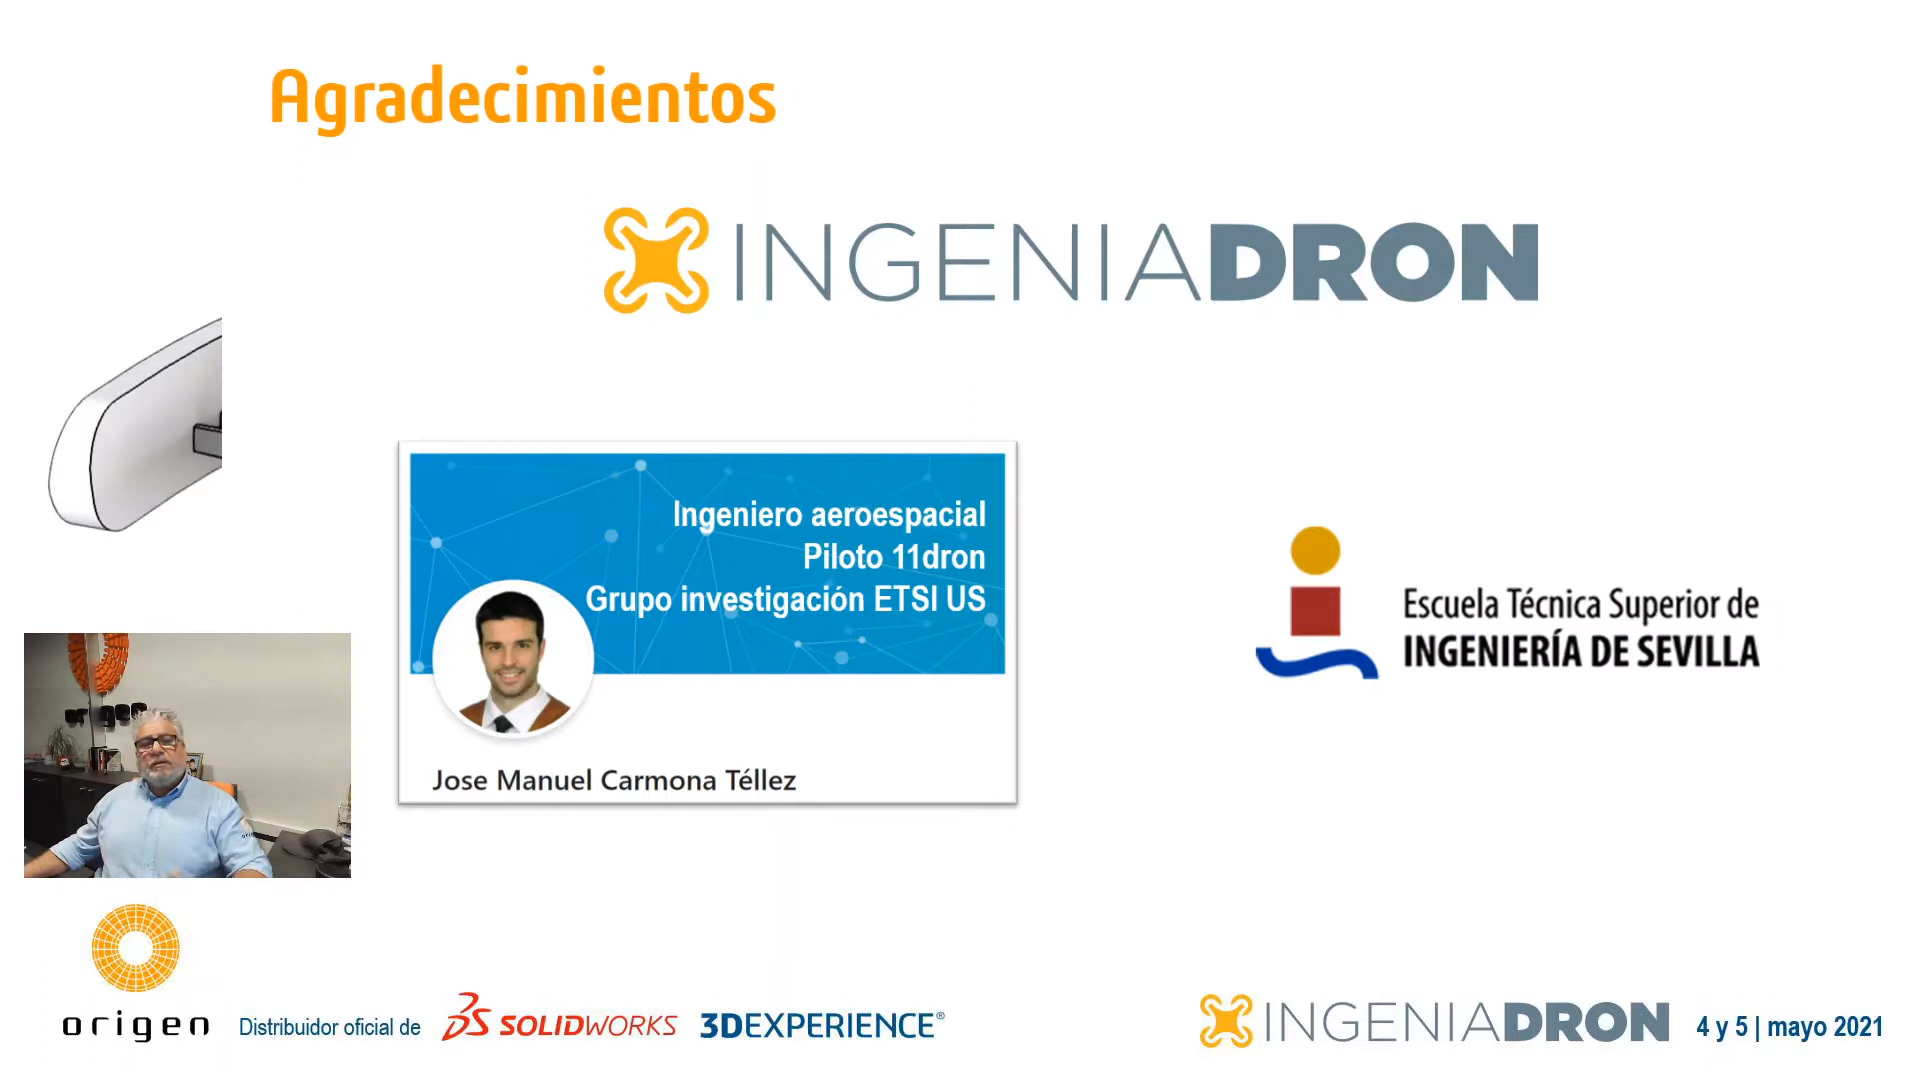 Agradecimientos
INGENIADRON
Ingeniero aeroespacial
Piloto 11dron
Grupo investigación ETSI US
Jose Manuel Carmona Téllez
Escuela Técnica Superior de
INGENIERÍA DE SEVILLA
origen
Distribuidor oficial de
SOLIDWORKS
3DEXPERIENCE®
INGENIADRON
4 y 5 | mayo 2021